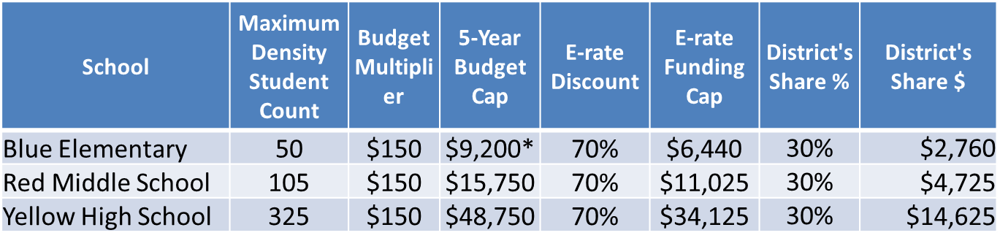 School
Maximum
Density
Student
Count
Budget
Multipli
er
5-Year
Budget
Cap
E-rate
Discount
E-rate
Funding
Cap
District's
Share %
District's
Share $
Blue Elementary 50 $150 $9,200* 70% $6,440 30% $2,760
Red Middle School 105 $150 $15,750 70% $11,025 30% $4,725
Yellow High School 325 $150 $48,750 70% $34,125 30% $14,625